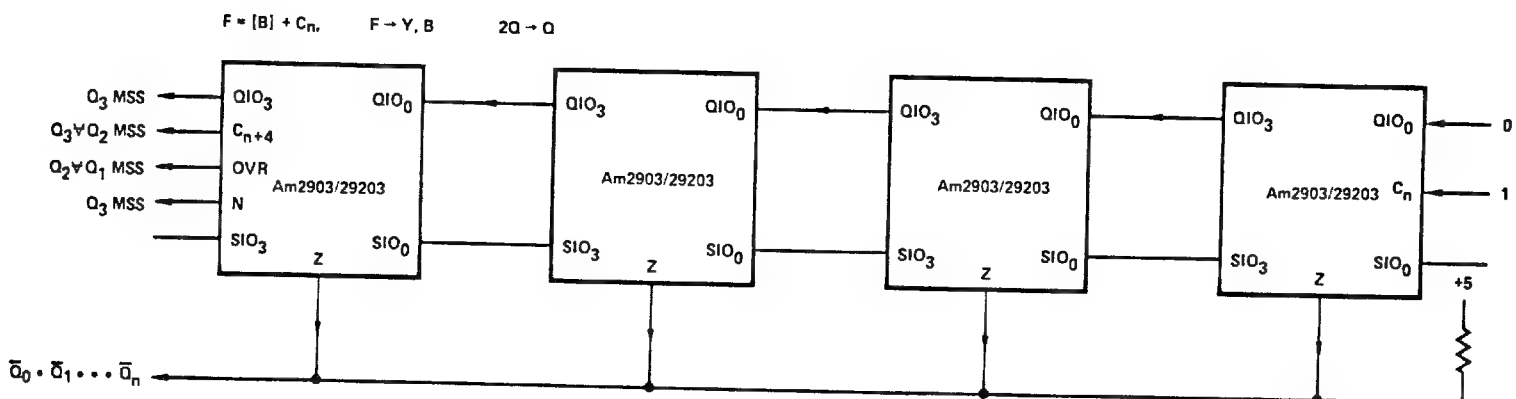 F = [B] + Cn,    F → Y, B    2Q → Q
Q3 MSS    QIO3    QIO0    QIO3    QIO0    QIO3    QIO0    QIO3    QIO0    0
Q3∀Q2 MSS    Cn+4
Q2∀Q1 MSS    OVR    Am2903/29203    Am2903/29203    Am2903/29203    Am2903/29203    Cn    1
Q3 MSS    N
SIO3    SIO0    SIO3    SIO0    SIO3    SIO0    SIO3    SIO0
Z    Z    Z    Z    +5
Q̅0 • Q̅1 • • • Q̅n